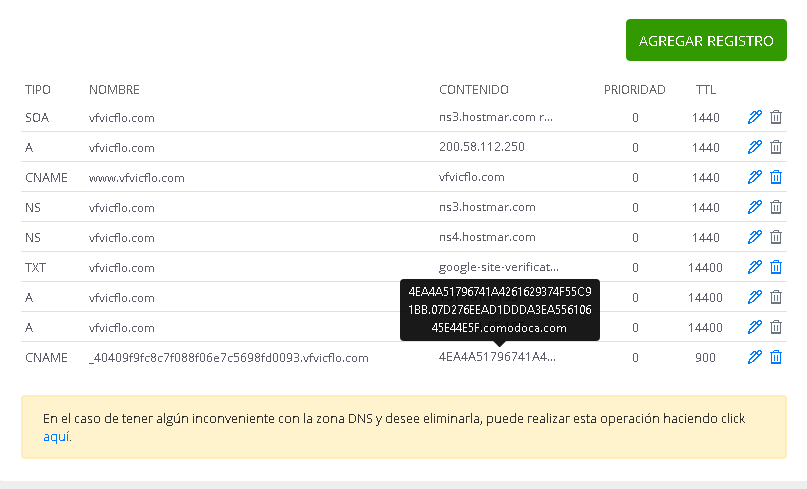 AGREGAR REGISTRO
TIPO NOMBRE CONTENIDO PRIORIDAD TTL
SOA vfvicflo.com ns3.hostmar.com r... 0 1440
A vfvicflo.com 200.58.112.250 0 1440
CNAME www.vfvicflo.com vfvicflo.com 0 1440
NS vfvicflo.com ns3.hostmar.com 0 1440
NS vfvicflo.com ns4.hostmar.com 0 1440
TXT vfvicflo.com google-site-verificat... 0 14400
4EA4A51796741A4261629374F55C9
A vfvicflo.com 0 14400
1BB.07D276EEAD1DDDA3EA556106
A vfvicflo.com 0 14400
45E44E5F.comodoca.com
CNAME _40409f9fc8c7f088f06e7c5698fd0093.vfvicflo.com 4EA4A51796741A4... 0 900
En el caso de tener algún inconveniente con la zona DNS y desee eliminarla, puede realizar esta operación haciendo click
aquí.